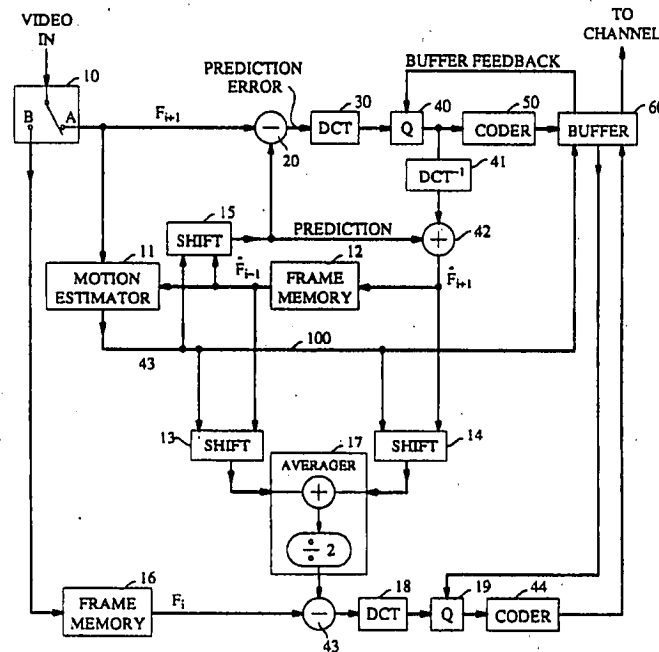 VIDEO
IN
TO
CHANNEL
10
B
A
F_{i+1}
PREDICTION
ERROR
BUFFER FEEDBACK
20
30
DCT
40
Q
50
CODER
60
BUFFER
41
DCT⁻¹
42
15
SHIFT
PREDICTION
11
MOTION
ESTIMATOR
F̂_{i-1}
12
FRAME
MEMORY
F̂_{i+1}
43
100
13
SHIFT
17
AVERAGER
14
SHIFT
÷ 2
16
FRAME
MEMORY
F_i
43
18
DCT
19
Q
44
CODER